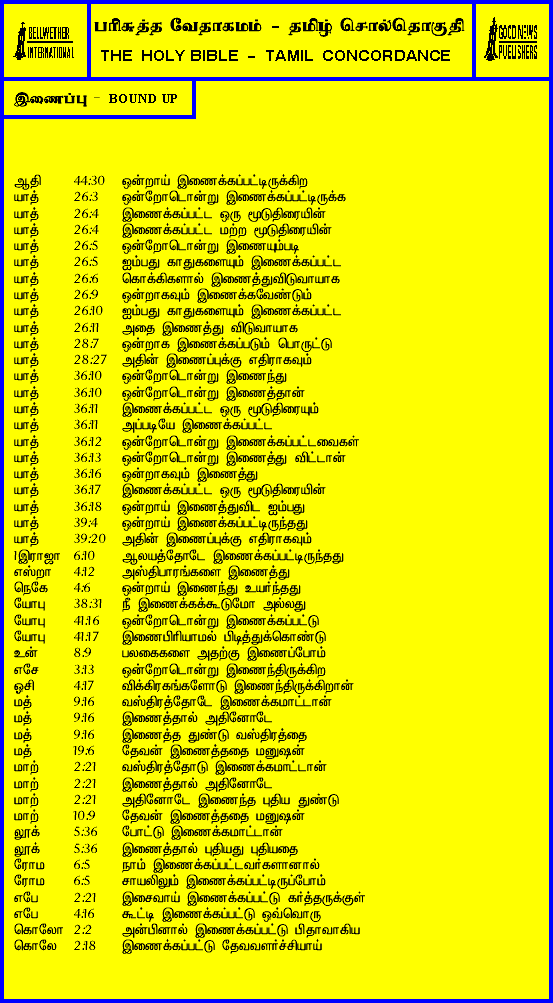 BELLWETHER
INTERNATIONAL
பரிசுத்த வேதாகமம் - தமிழ் சொல்தொகுதி
THE HOLY BIBLE - TAMIL CONCORDANCE
GOOD NEWS
PUBLISHERS
இணைப்பு - BOUND UP
ஆதி 44:30 ஒன்றாய் இணைக்கப்பட்டிருக்கிற
யாத் 26:3 ஒன்றோடொன்று இணைக்கப்பட்டிருக்க
யாத் 26:4 இணைக்கப்பட்ட ஒரு மூடுதிரையின்
யாத் 26:4 இணைக்கப்பட்ட மற்ற மூடுதிரையின்
யாத் 26:5 ஒன்றோடொன்று இணையும்படி
யாத் 26:5 ஐம்பது காதுகளையும் இணைக்கப்பட்ட
யாத் 26:6 கொக்கிகளால் இணைத்துவிடுவாயாக
யாத் 26:9 ஒன்றாகவும் இணைக்கவேண்டும்
யாத் 26:10 ஐம்பது காதுகளையும் இணைக்கப்பட்ட
யாத் 26:11 அதை இணைத்து விடுவாயாக
யாத் 28:7 ஒன்றாக இணைக்கப்படும் பொருட்டு
யாத் 28:27 அதின் இணைப்புக்கு எதிராகவும்
யாத் 36:10 ஒன்றோடொன்று இணைந்து
யாத் 36:10 ஒன்றோடொன்று இணைத்தான்
யாத் 36:11 இணைக்கப்பட்ட ஒரு மூடுதிரையும்
யாத் 36:11 அப்படியே இணைக்கப்பட்ட
யாத் 36:12 ஒன்றோடொன்று இணைக்கப்பட்டவைகள்
யாத் 36:13 ஒன்றோடொன்று இணைத்து விட்டான்
யாத் 36:16 ஒன்றாகவும் இணைத்து
யாத் 36:17 இணைக்கப்பட்ட ஒரு மூடுதிரையின்
யாத் 36:18 ஒன்றாய் இணைத்துவிட ஐம்பது
யாத் 39:4 ஒன்றாய் இணைக்கப்பட்டிருந்தது
யாத் 39:20 அதின் இணைப்புக்கு எதிராகவும்
1இராஜா 6:10 ஆலயத்தோடே இணைக்கப்பட்டிருந்தது
எஸ்றா 4:12 அஸ்திபாரங்களை இணைத்து
நெகே 4:6 ஒன்றாய் இணைந்து உயர்ந்தது
யோபு 38:31 நீ இணைக்கக்கூடுமோ அல்லது
யோபு 41:16 ஒன்றோடொன்று இணைக்கப்பட்டு
யோபு 41:17 இணைபிரியாமல் பிடித்துக்கொண்டு
உன் 8:9 பலகைகளை அதற்கு இணைப்போம்
எசே 3:13 ஒன்றோடொன்று இணைந்திருக்கிற
ஓசி 4:17 விக்கிரகங்களோடு இணைந்திருக்கிறான்
மத் 9:16 வஸ்திரத்தோடே இணைக்கமாட்டான்
மத் 9:16 இணைத்தால் அதினோடே
மத் 9:16 இணைத்த துண்டு வஸ்திரத்தை
மத் 19:6 தேவன் இணைத்ததை மனுஷன்
மாற் 2:21 வஸ்திரத்தோடு இணைக்கமாட்டான்
மாற் 2:21 இணைத்தால் அதினோடே
மாற் 2:21 அதினோடே இணைந்த புதிய துண்டு
மாற் 10:9 தேவன் இணைத்ததை மனுஷன்
லூக் 5:36 போட்டு இணைக்கமாட்டான்
லூக் 5:36 இணைத்தால் புதியது புதியதை
ரோம 6:5 நாம் இணைக்கப்பட்டவர்களானால்
ரோம 6:5 சாயலிலும் இணைக்கப்பட்டிருப்போம்
எபே 2:21 இசைவாய் இணைக்கப்பட்டு கர்த்தருக்குள்
எபே 4:16 கூட்டி இணைக்கப்பட்டு ஒவ்வொரு
கொலோ 2:2 அன்பினால் இணைக்கப்பட்டு பிதாவாகிய
கொலே 2:18 இணைக்கப்பட்டு தேவவளர்ச்சியாய்